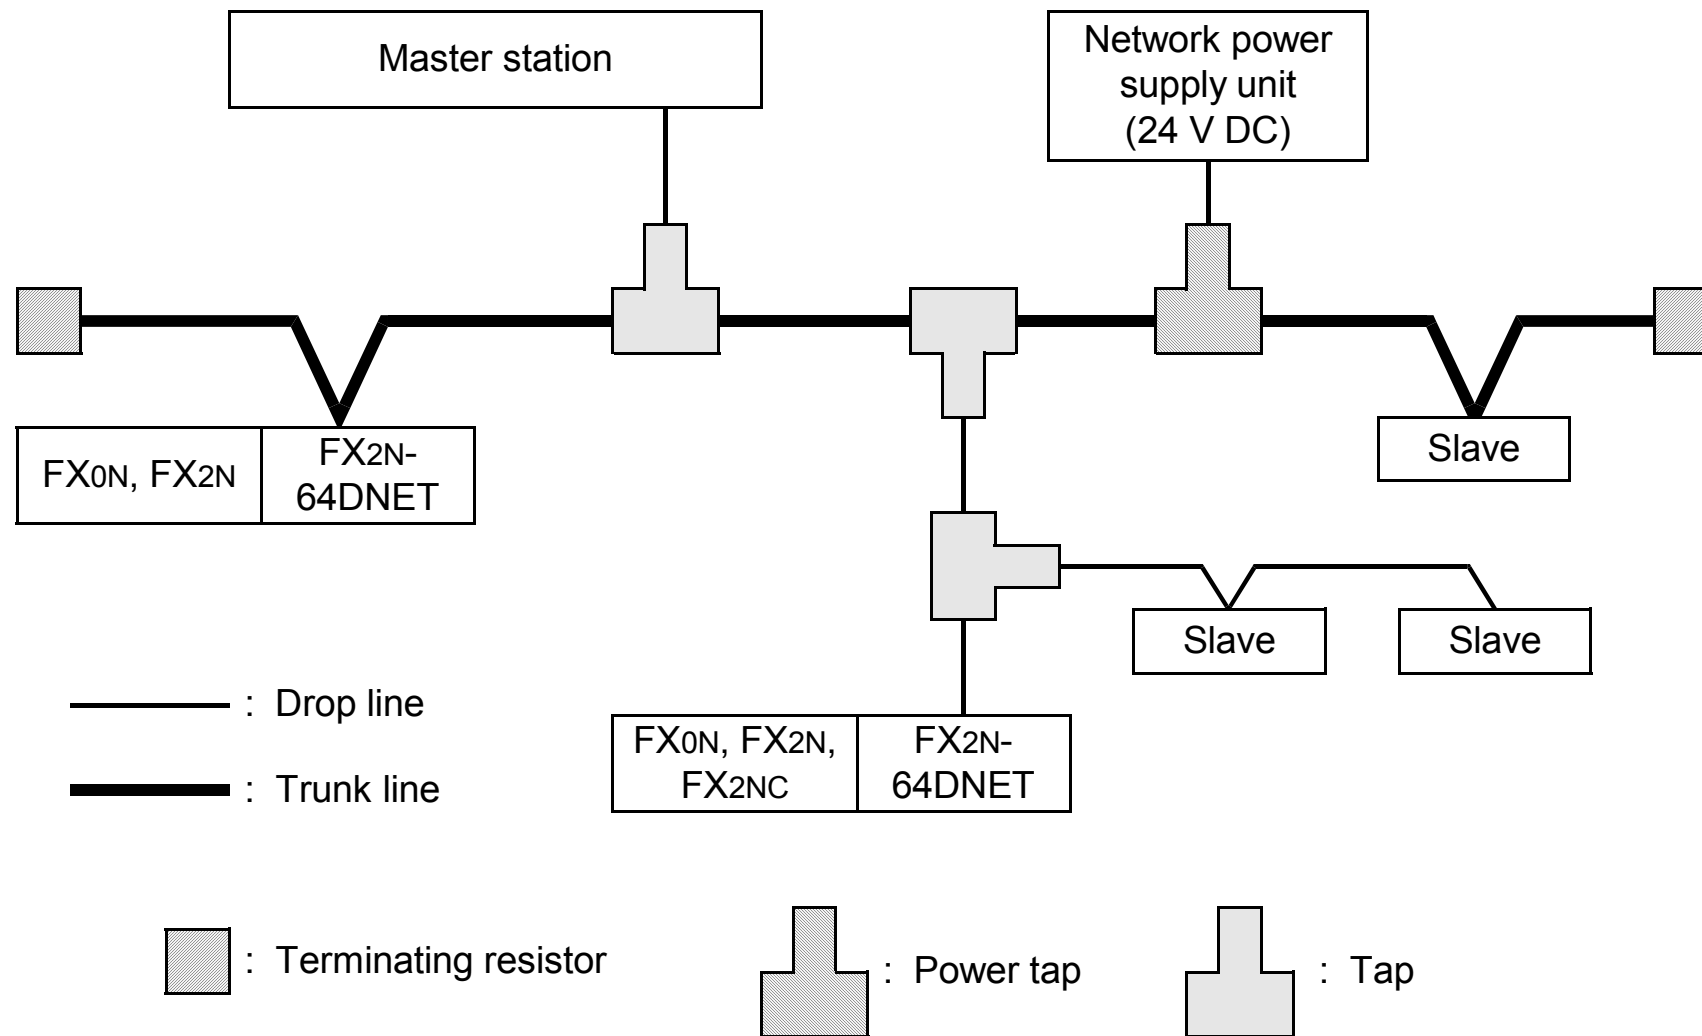 Master station
Network power
supply unit
(24 V DC)
FX0N, FX2N
FX2N-
64DNET
Slave
Slave
Slave
: Drop line
: Trunk line
FX0N, FX2N,
FX2NC
FX2N-
64DNET
: Terminating resistor
: Power tap
: Tap